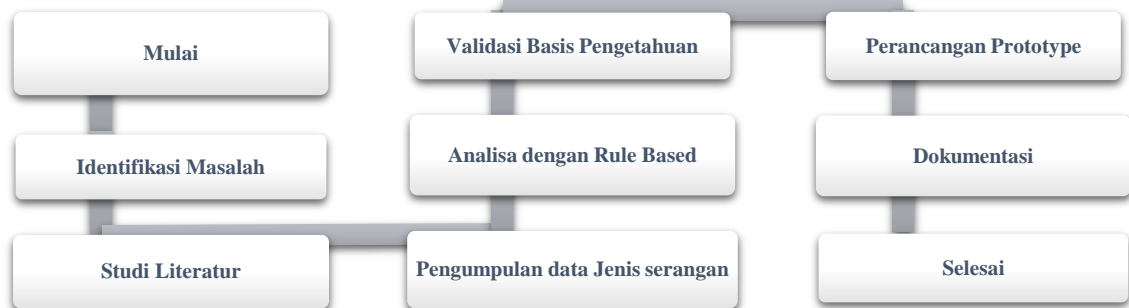 Mulai
Identifikasi Masalah
Studi Literatur
Pengumpulan data Jenis serangan
Analisa dengan Rule Based
Validasi Basis Pengetahuan
Perancangan Prototype
Dokumentasi
Selesai